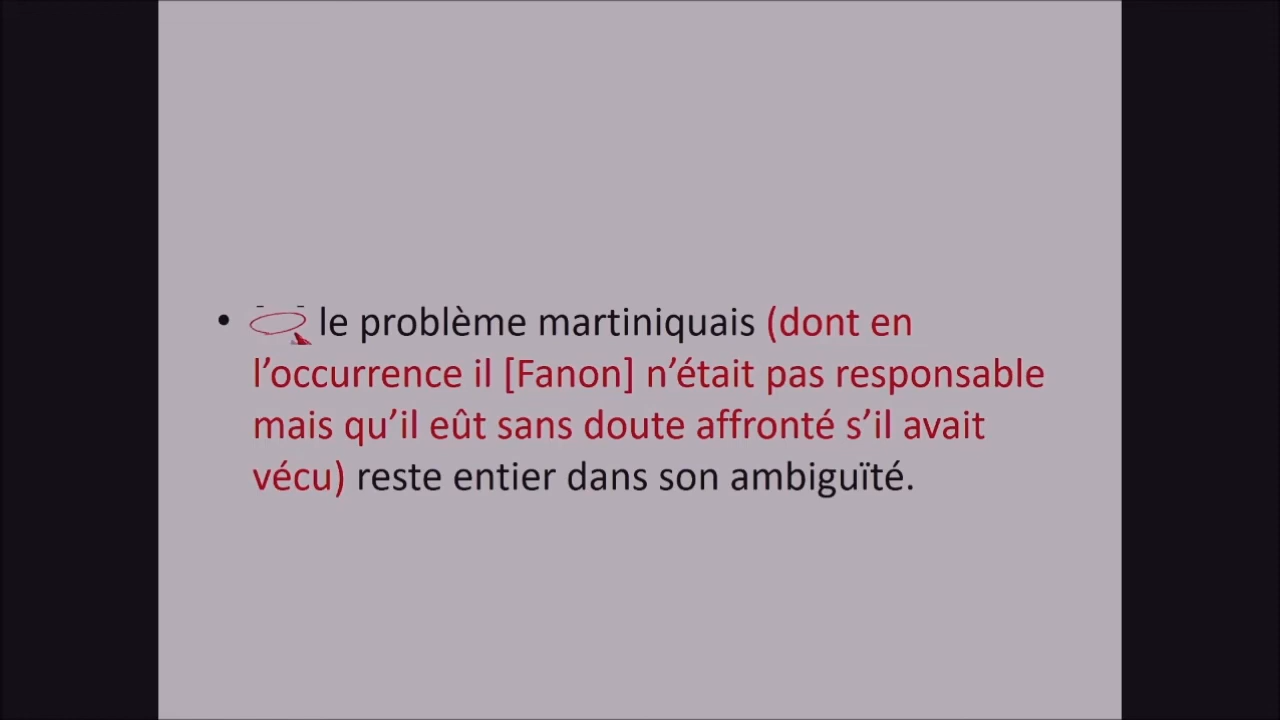 • le problème martiniquais (dont en
l’occurrence il [Fanon] n’était pas responsable
mais qu’il eût sans doute affronté s’il avait
vécu) reste entier dans son ambiguïté.